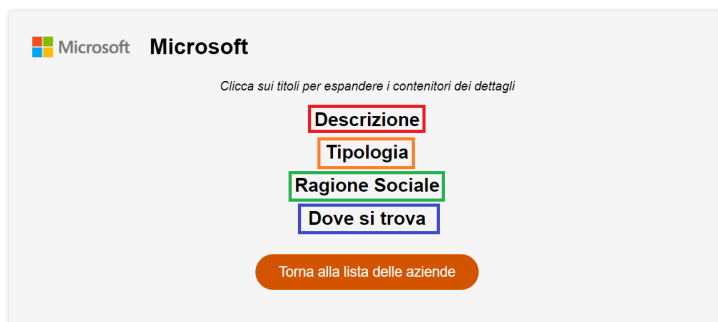 Microsoft Microsoft
Clicca sui titoli per espandere i contenitori dei dettagli
Descrizione
Tipologia
Ragione Sociale
Dove si trova
Torna alla lista delle aziende